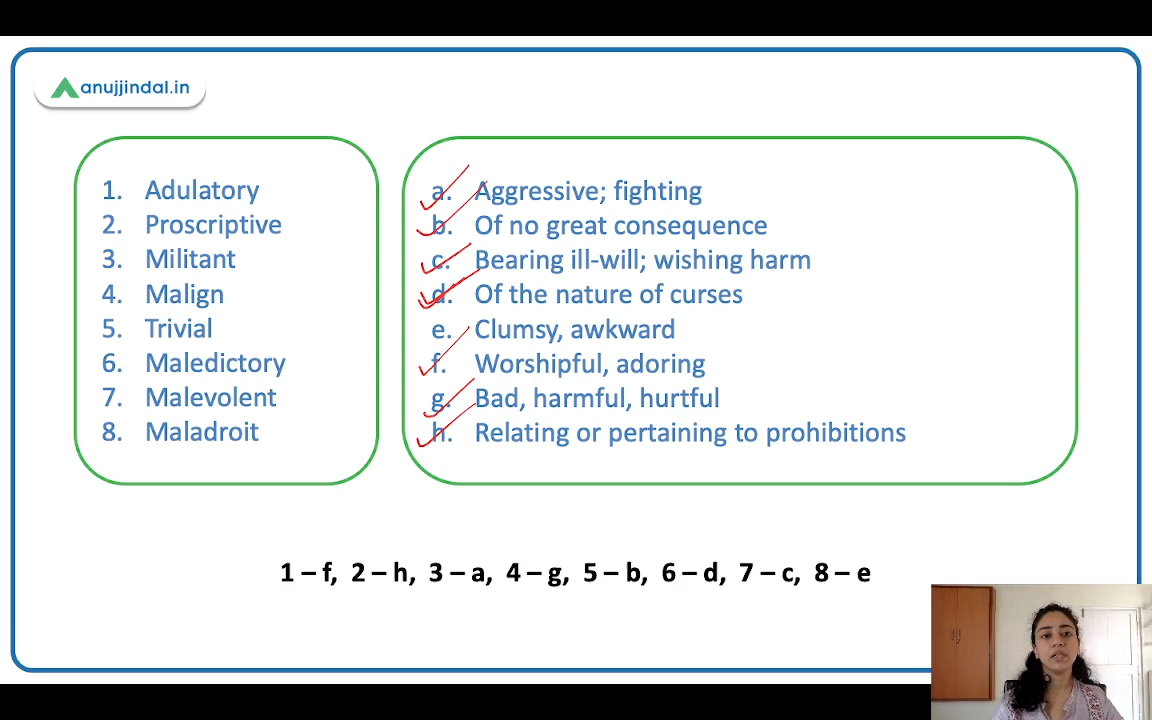 anujjindal.in
1. Adulatory
2. Proscriptive
3. Militant
4. Malign
5. Trivial
6. Maledictory
7. Malevolent
8. Maladroit
a. Aggressive; fighting
b. Of no great consequence
c. Bearing ill-will; wishing harm
d. Of the nature of curses
e. Clumsy, awkward
f. Worshipful, adoring
g. Bad, harmful, hurtful
h. Relating or pertaining to prohibitions
1 – f, 2 – h, 3 – a, 4 – g, 5 – b, 6 – d, 7 – c, 8 – e